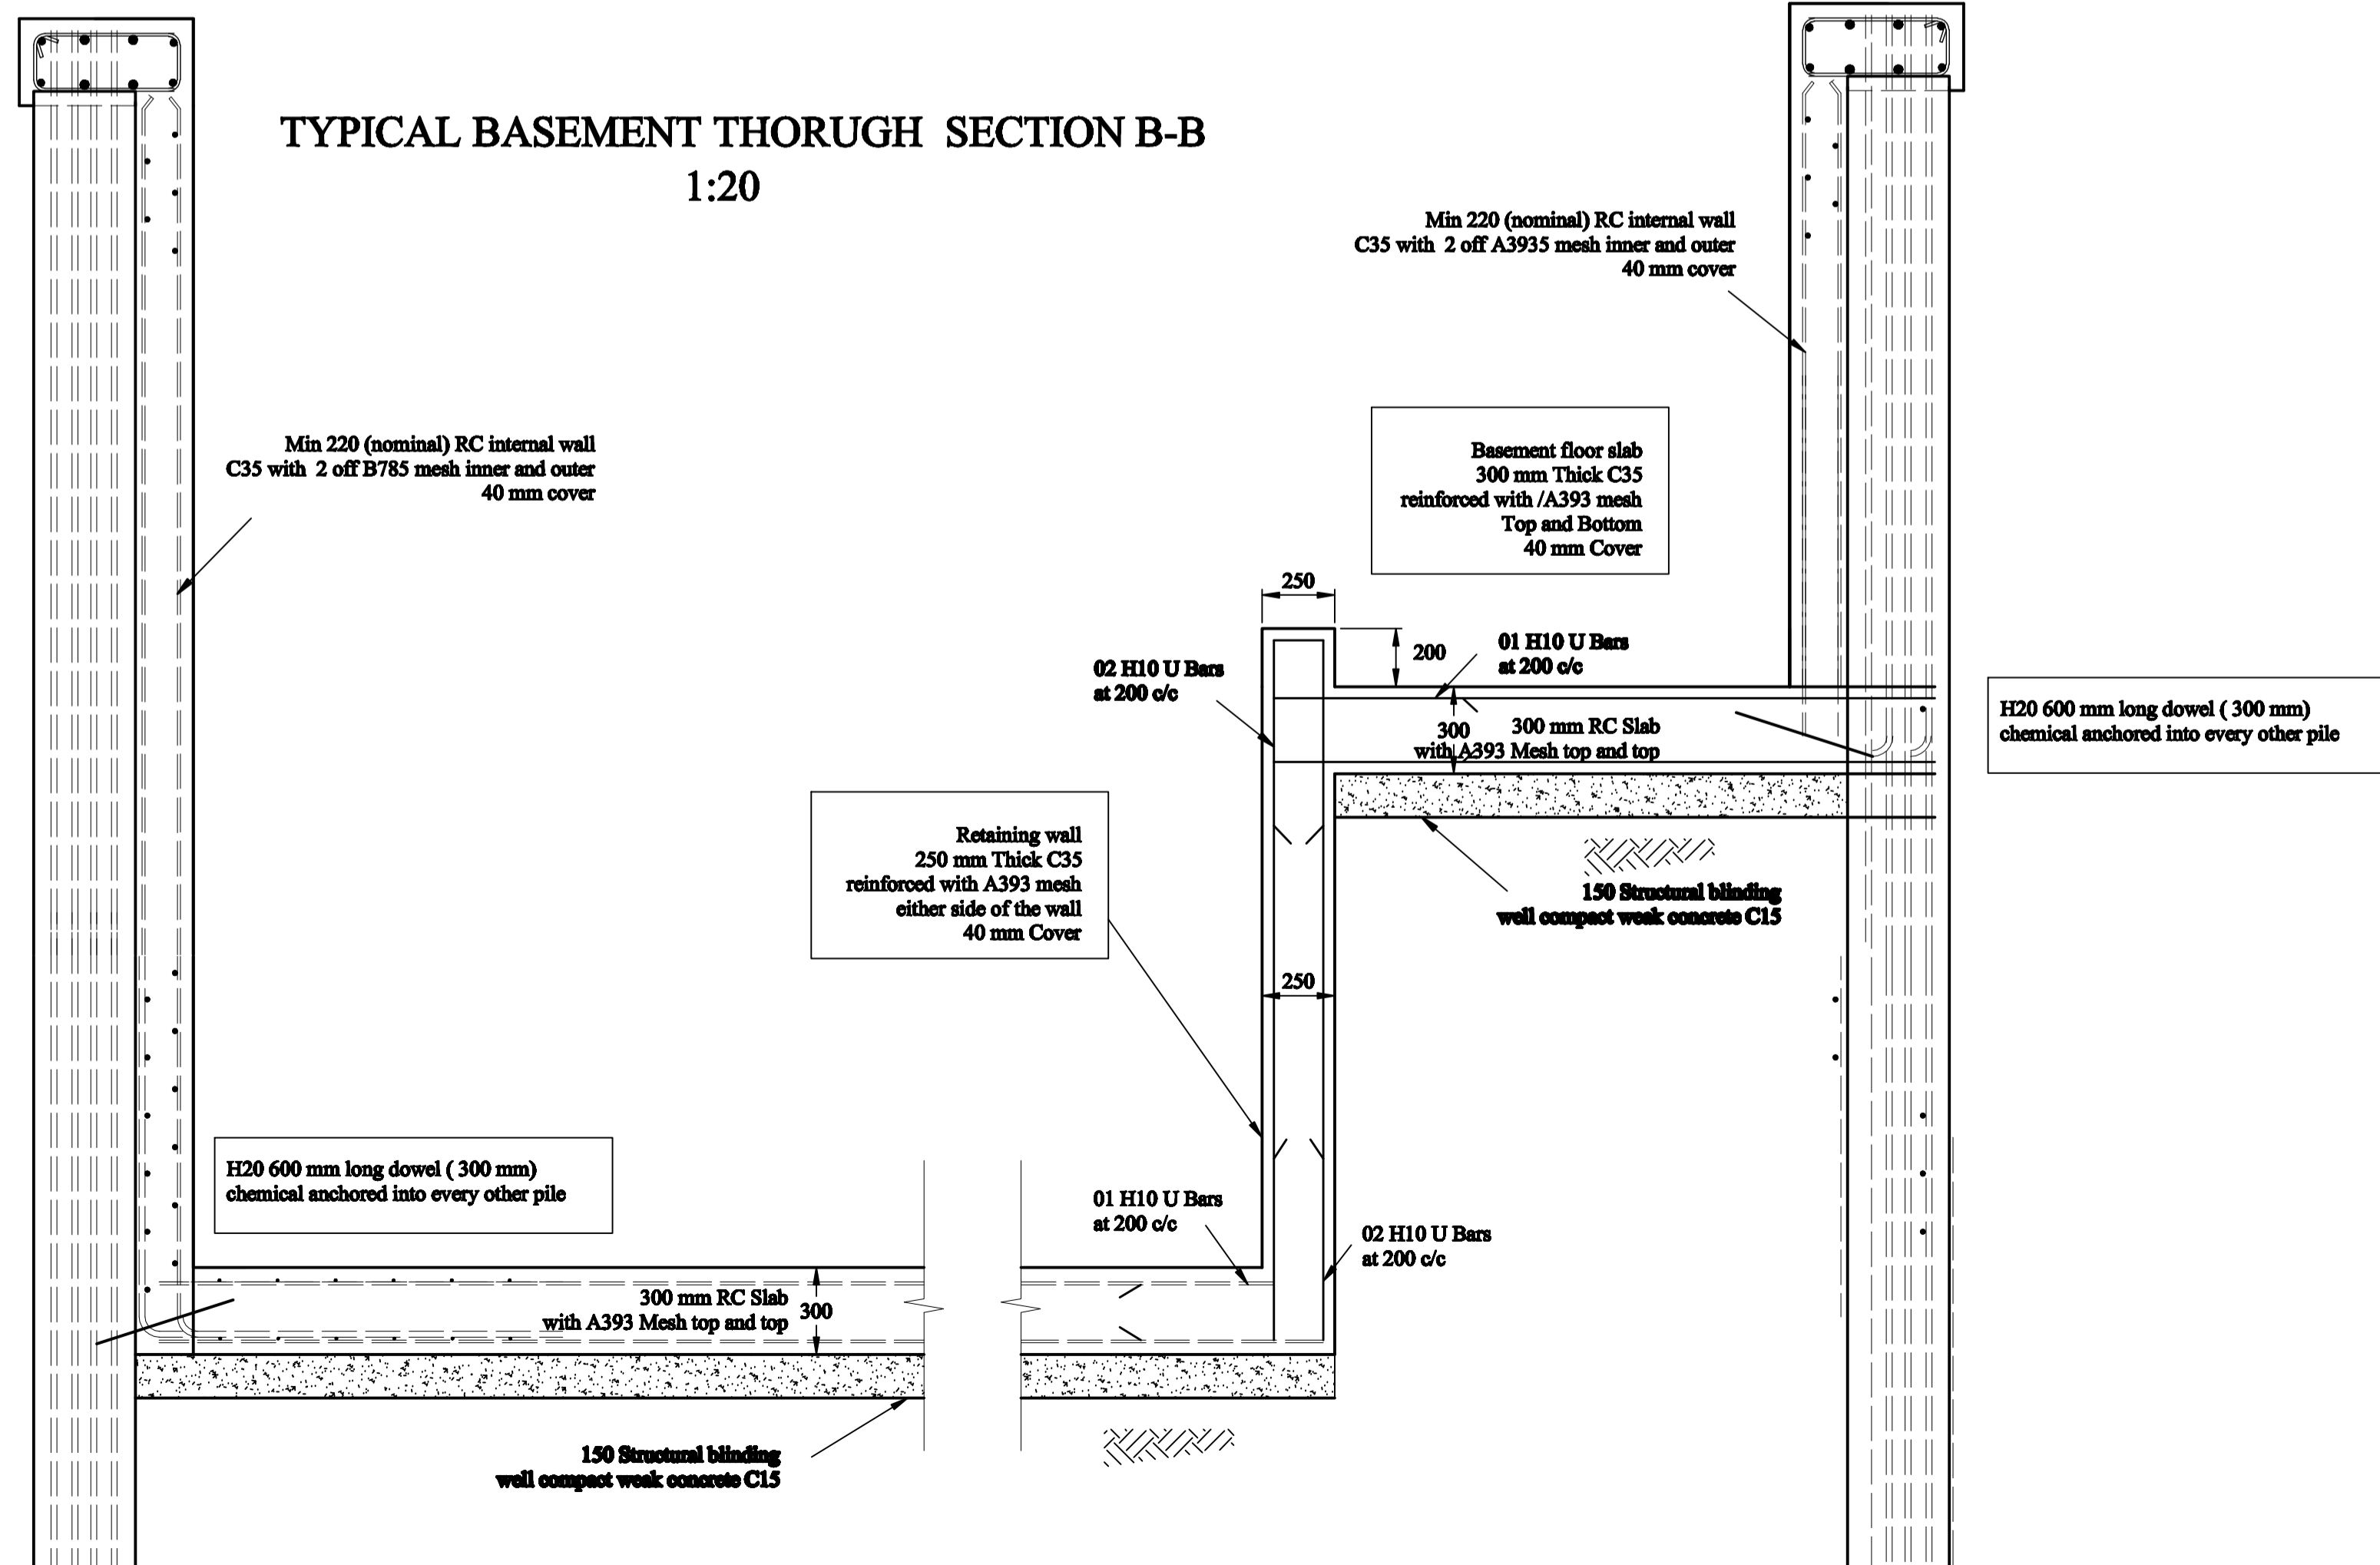 TYPICAL BASEMENT THORUGH SECTION B-B
1:20
Min 220 (nominal) RC internal wall
C35 with 2 off A3935 mesh inner and outer
40 mm cover
Min 220 (nominal) RC internal wall
C35 with 2 off B785 mesh inner and outer
40 mm cover
Basement floor slab
300 mm Thick C35
reinforced with /A393 mesh
Top and Bottom
40 mm Cover
250
200
01 H10 U Bars
at 200 c/c
02 H10 U Bars
at 200 c/c
300
300 mm RC Slab
with A393 Mesh top and top
H20 600 mm long dowel ( 300 mm)
chemical anchored into every other pile
Retaining wall
250 mm Thick C35
reinforced with A393 mesh
either side of the wall
40 mm Cover
150 Structural blinding
well compact weak concrete C15
250
H20 600 mm long dowel ( 300 mm)
chemical anchored into every other pile
01 H10 U Bars
at 200 c/c
02 H10 U Bars
at 200 c/c
300 mm RC Slab
with A393 Mesh top and top
300
150 Structural blinding
well compact weak concrete C15